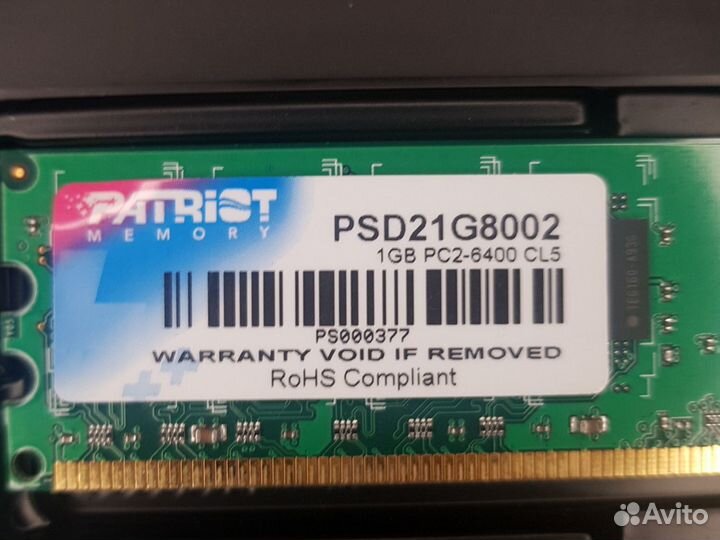 PATRIOT
MEMORY
PSD21G8002
1GB PC2-6400 CL5
PS000377
WARRANTY VOID IF REMOVED
RoHS Compliant
Avito